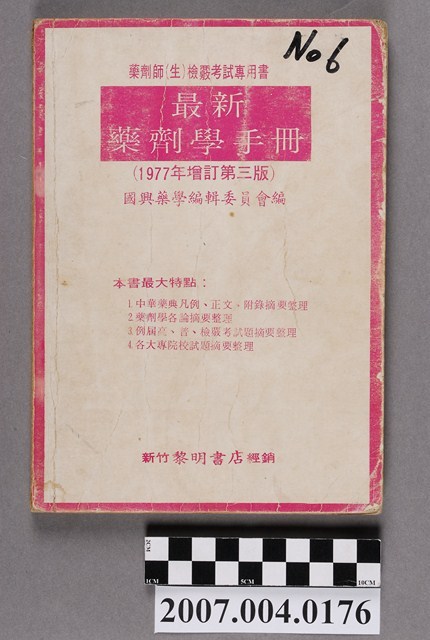 No 6
藥劑師(生)檢覈考試專用書
最新
藥劑學手冊
(1977年增訂第三版)
國興藥學編輯委員會編
本書最大特點：
1.中華藥典凡例、正文、附錄摘要整理
2.藥劑學各論摘要整理
3.例屆高、普、檢覈考試題摘要整理
4.各大專院校試題摘要整理
新竹黎明書店經銷
2CM
1CM
5CM
10CM
2007.004.0176